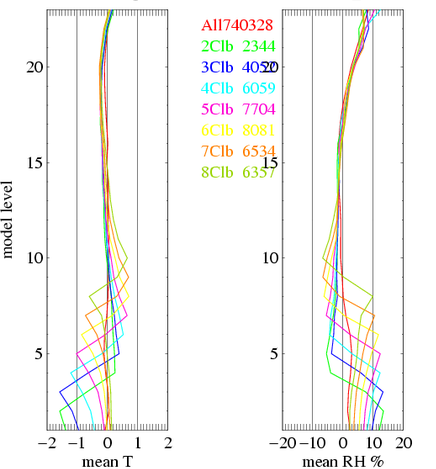 All740328
2Clb 2344
3Clb 4052
4Clb 6059
5Clb 7704
6Clb 8081
7Clb 6534
8Clb 6357
model level
20
15
10
5
-2 -1 0 1 2
mean T
20
15
10
5
-20 -10 0 10 20
mean RH %